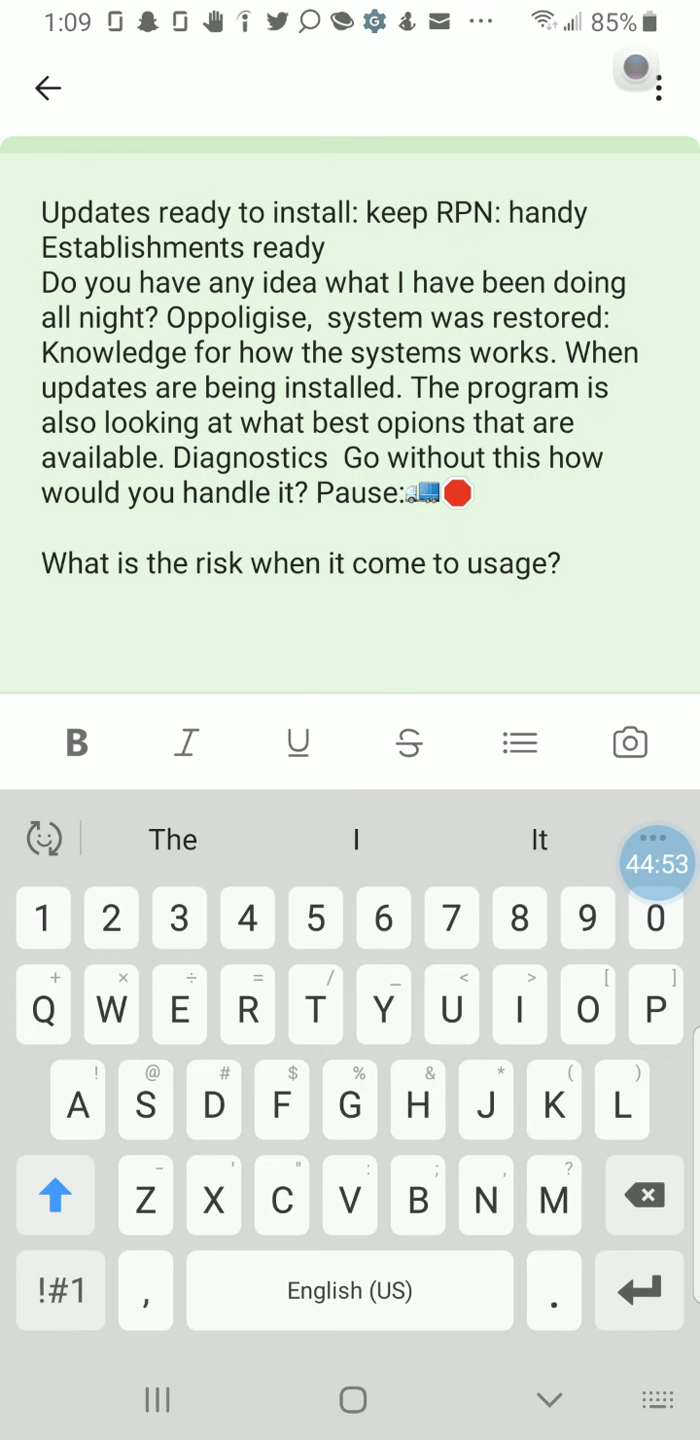 1:09 85%
Updates ready to install: keep RPN: handy
Establishments ready
Do you have any idea what I have been doing
all night? Oppoligise,  system was restored:
Knowledge for how the systems works. When
updates are being installed. The program is
also looking at what best opions that are
available. Diagnostics  Go without this how
would you handle it? Pause:🚚🛑
What is the risk when it come to usage?
B I U S
The I It
44:53
1 2 3 4 5 6 7 8 9 0
+ × ÷ = / _ < > [ ]
Q W E R T Y U I O P
! @ # $ % & * ( )
A S D F G H J K L
- ' " : ; , ?
Z X C V B N M
!#1 , English (US) .